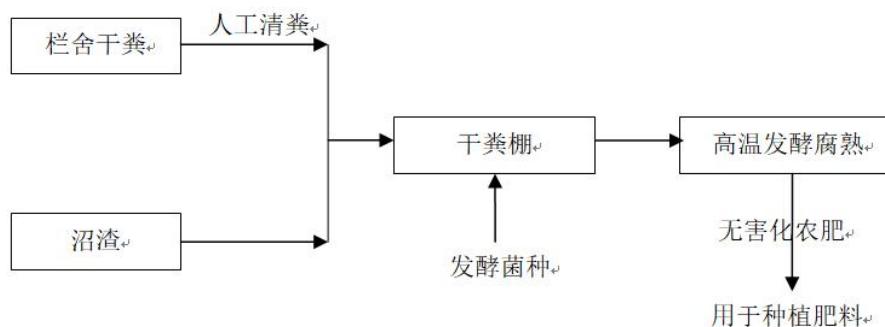 栏舍干粪
人工清粪
干粪棚
高温发酵腐熟
沼渣
发酵菌种
无害化农肥
用于种植肥料